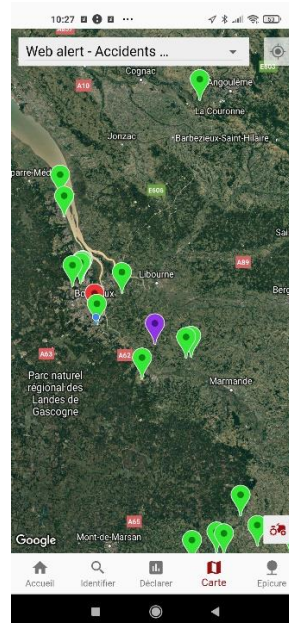 10:27
Web alert - Accidents ...
Cognac
Angoulême
A10
La Couronne
Jonzac
Barbezieux-Saint-Hilaire
E606
A89
Libourne
A63
A62
Parc naturel
régional des
Landes de
Gascogne
Marmande
A65
Google
Mont-de-Marsan
Accueil
Identifier
Déclarer
Carte
Epicure